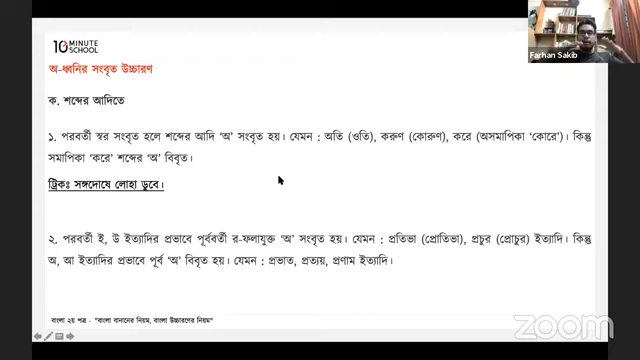 10 MINUTE SCHOOL
Farhan Sakib
অ-ধ্বনির সংবৃত উচ্চারণ
ক. শব্দের আদিতে
১. পরবর্তী স্বর সংবৃত হলে শব্দের আদি 'অ' সংবৃত হয়। যেমন : অতি (ওতি), করুণ (কোরুণ), করে (অসমাপিকা 'কোরে')। কিন্তু
সমাপিকা 'করে' শব্দের 'অ' বিবৃত।
ট্রিকঃ সঙ্গদোষে লোহা ডুবে।
২. পরবর্তী ই, উ ইত্যাদির প্রভাবে পূর্ববর্তী র-ফলাযুক্ত 'অ' সংবৃত হয়। যেমন : প্রতিভা (প্রোতিভা), প্রচুর (প্রোচুর) ইত্যাদি। কিন্তু
অ, আ ইত্যাদির প্রভাবে পূর্ব 'অ' বিবৃত হয়। যেমন : প্রভাত, প্রত্যয়, প্রণাম ইত্যাদি।
বাংলা ২য় পত্র - "বাংলা বানানের নিয়ম, বাংলা উচ্চারণের নিয়ম"
zoom